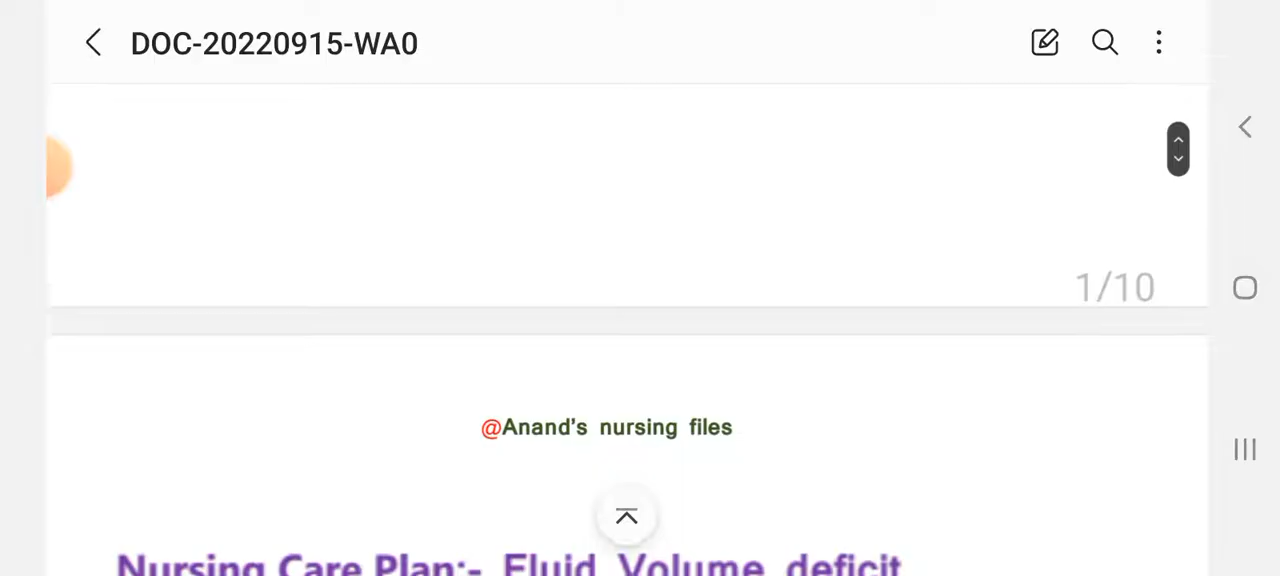 DOC-20220915-WA0
1/10
@Anand's nursing files
Nursing Care Plan:- Fluid Volume deficit